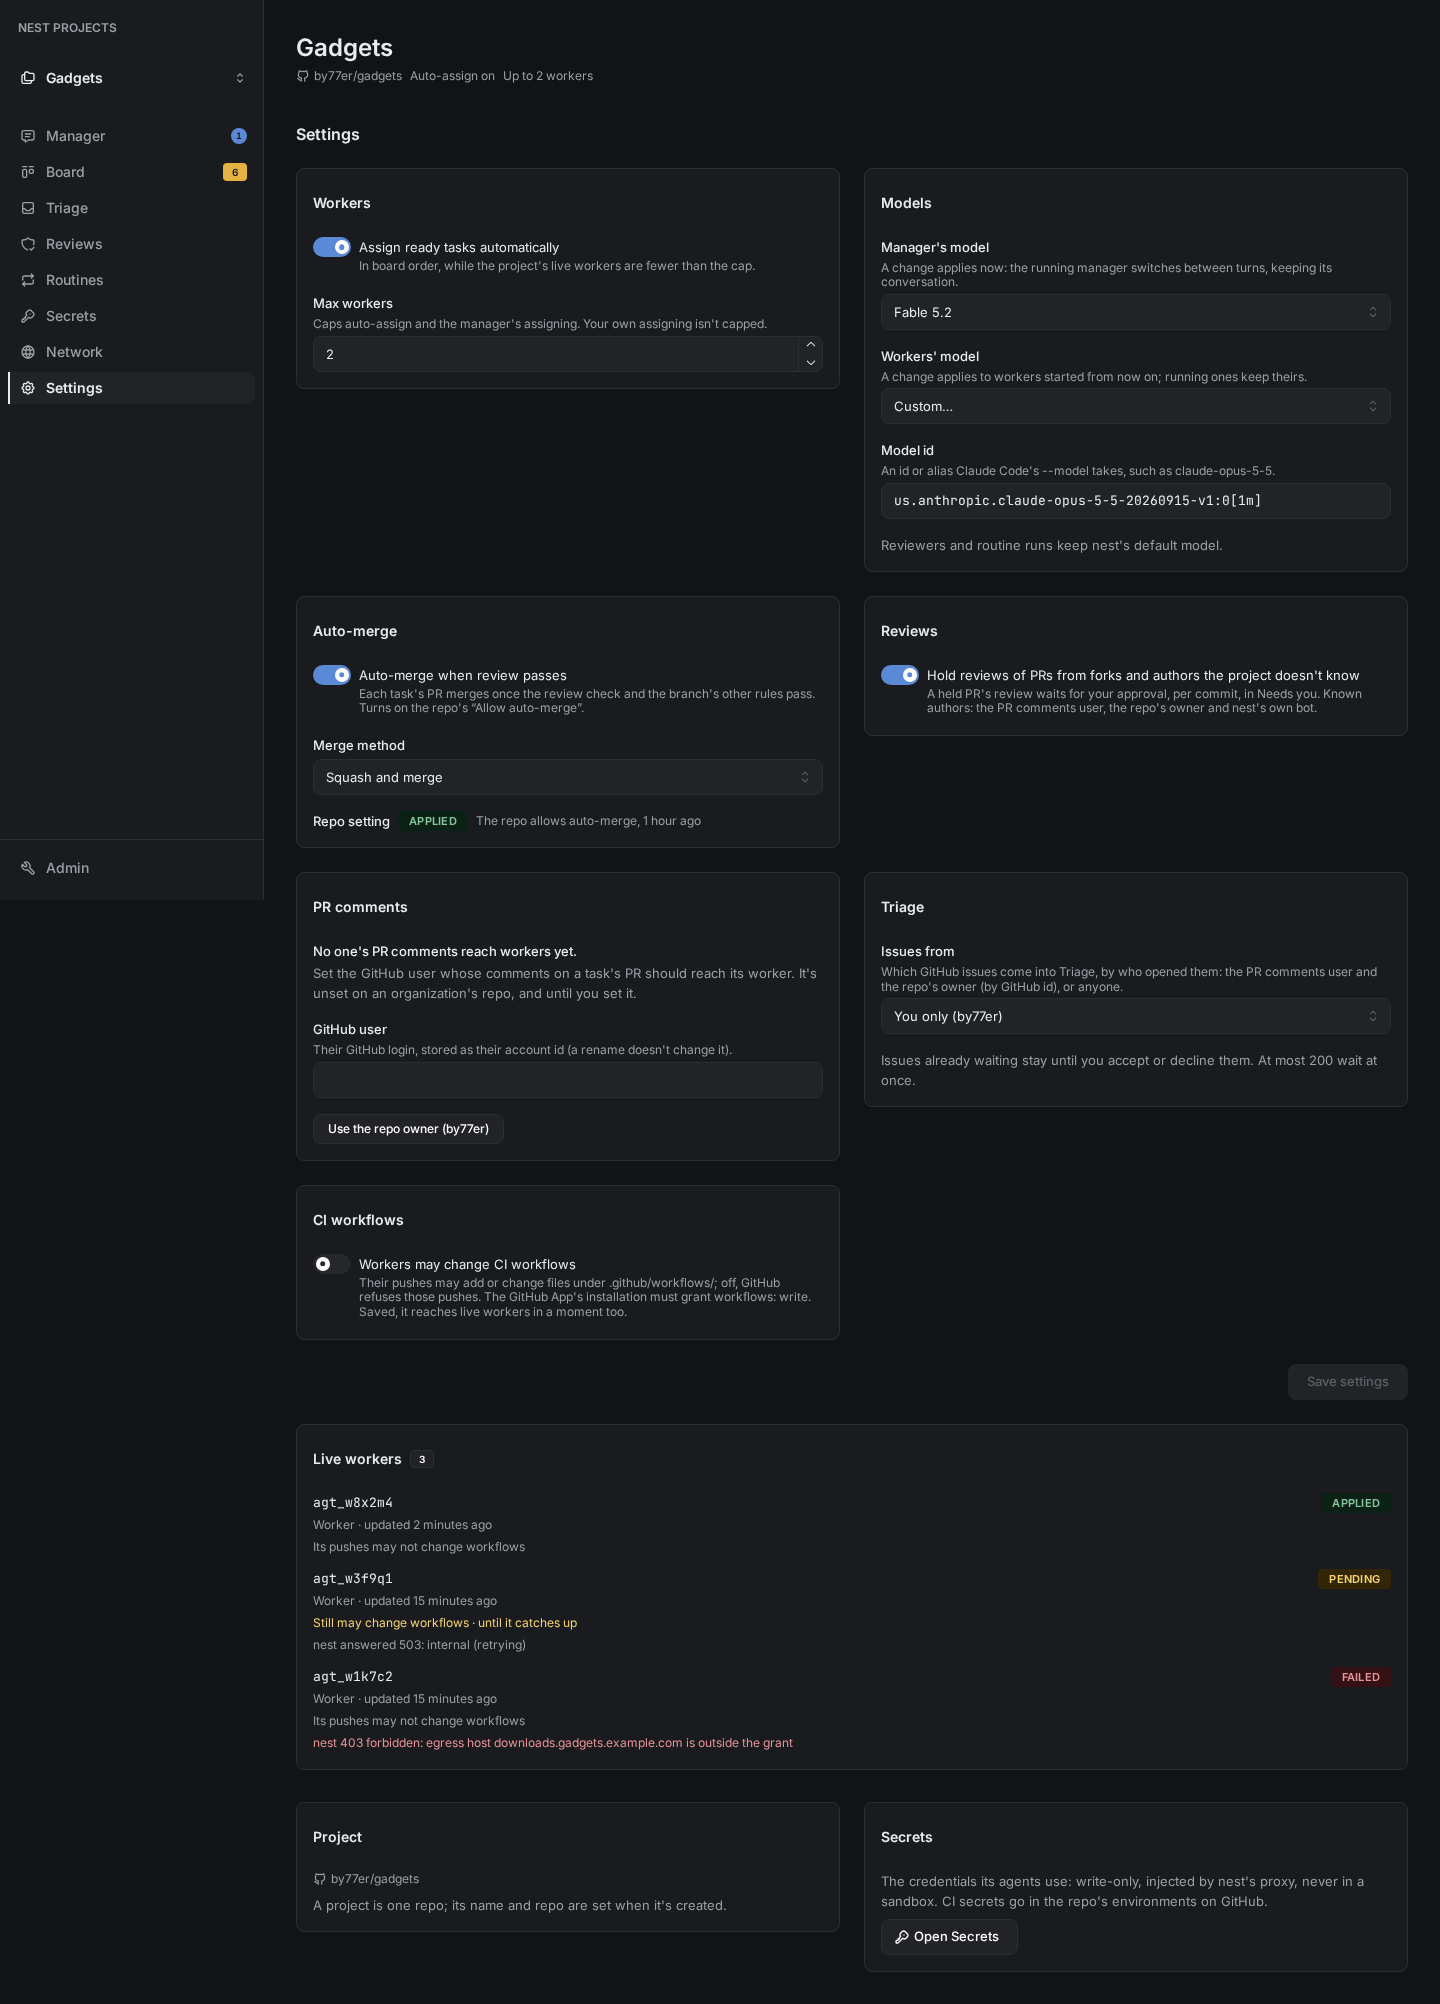 NEST PROJECTS
Gadgets
Manager 1
Board 6
Triage
Reviews
Routines
Secrets
Network
Settings
Admin
Gadgets
by77er/gadgets Auto-assign on Up to 2 workers
Settings
Workers
Assign ready tasks automatically
In board order, while the project's live workers are fewer than the cap.
Max workers
Caps auto-assign and the manager's assigning. Your own assigning isn't capped.
2
Models
Manager's model
A change applies now: the running manager switches between turns, keeping its
conversation.
Fable 5.2
Workers' model
A change applies to workers started from now on; running ones keep theirs.
Custom...
Model id
An id or alias Claude Code's --model takes, such as claude-opus-5-5.
us.anthropic.claude-opus-5-5-20260915-v1:0[1m]
Reviewers and routine runs keep nest's default model.
Auto-merge
Auto-merge when review passes
Each task's PR merges once the review check and the branch's other rules pass.
Turns on the repo's “Allow auto-merge”.
Merge method
Squash and merge
Repo setting APPLIED The repo allows auto-merge, 1 hour ago
Reviews
Hold reviews of PRs from forks and authors the project doesn't know
A held PR's review waits for your approval, per commit, in Needs you. Known
authors: the PR comments user, the repo's owner and nest's own bot.
PR comments
No one's PR comments reach workers yet.
Set the GitHub user whose comments on a task's PR should reach its worker. It's
unset on an organization's repo, and until you set it.
GitHub user
Their GitHub login, stored as their account id (a rename doesn't change it).
Use the repo owner (by77er)
Triage
Issues from
Which GitHub issues come into Triage, by who opened them: the PR comments user and
the repo's owner (by GitHub id), or anyone.
You only (by77er)
Issues already waiting stay until you accept or decline them. At most 200 wait at
once.
CI workflows
Workers may change CI workflows
Their pushes may add or change files under .github/workflows/; off, GitHub
refuses those pushes. The GitHub App's installation must grant workflows: write.
Saved, it reaches live workers in a moment too.
Save settings
Live workers 3
agt_w8x2m4 APPLIED
Worker · updated 2 minutes ago
Its pushes may not change workflows
agt_w3f9q1 PENDING
Worker · updated 15 minutes ago
Still may change workflows · until it catches up
nest answered 503: internal (retrying)
agt_w1k7c2 FAILED
Worker · updated 15 minutes ago
Its pushes may not change workflows
nest 403 forbidden: egress host downloads.gadgets.example.com is outside the grant
Project
by77er/gadgets
A project is one repo; its name and repo are set when it's created.
Secrets
The credentials its agents use: write-only, injected by nest's proxy, never in a
sandbox. CI secrets go in the repo's environments on GitHub.
Open Secrets